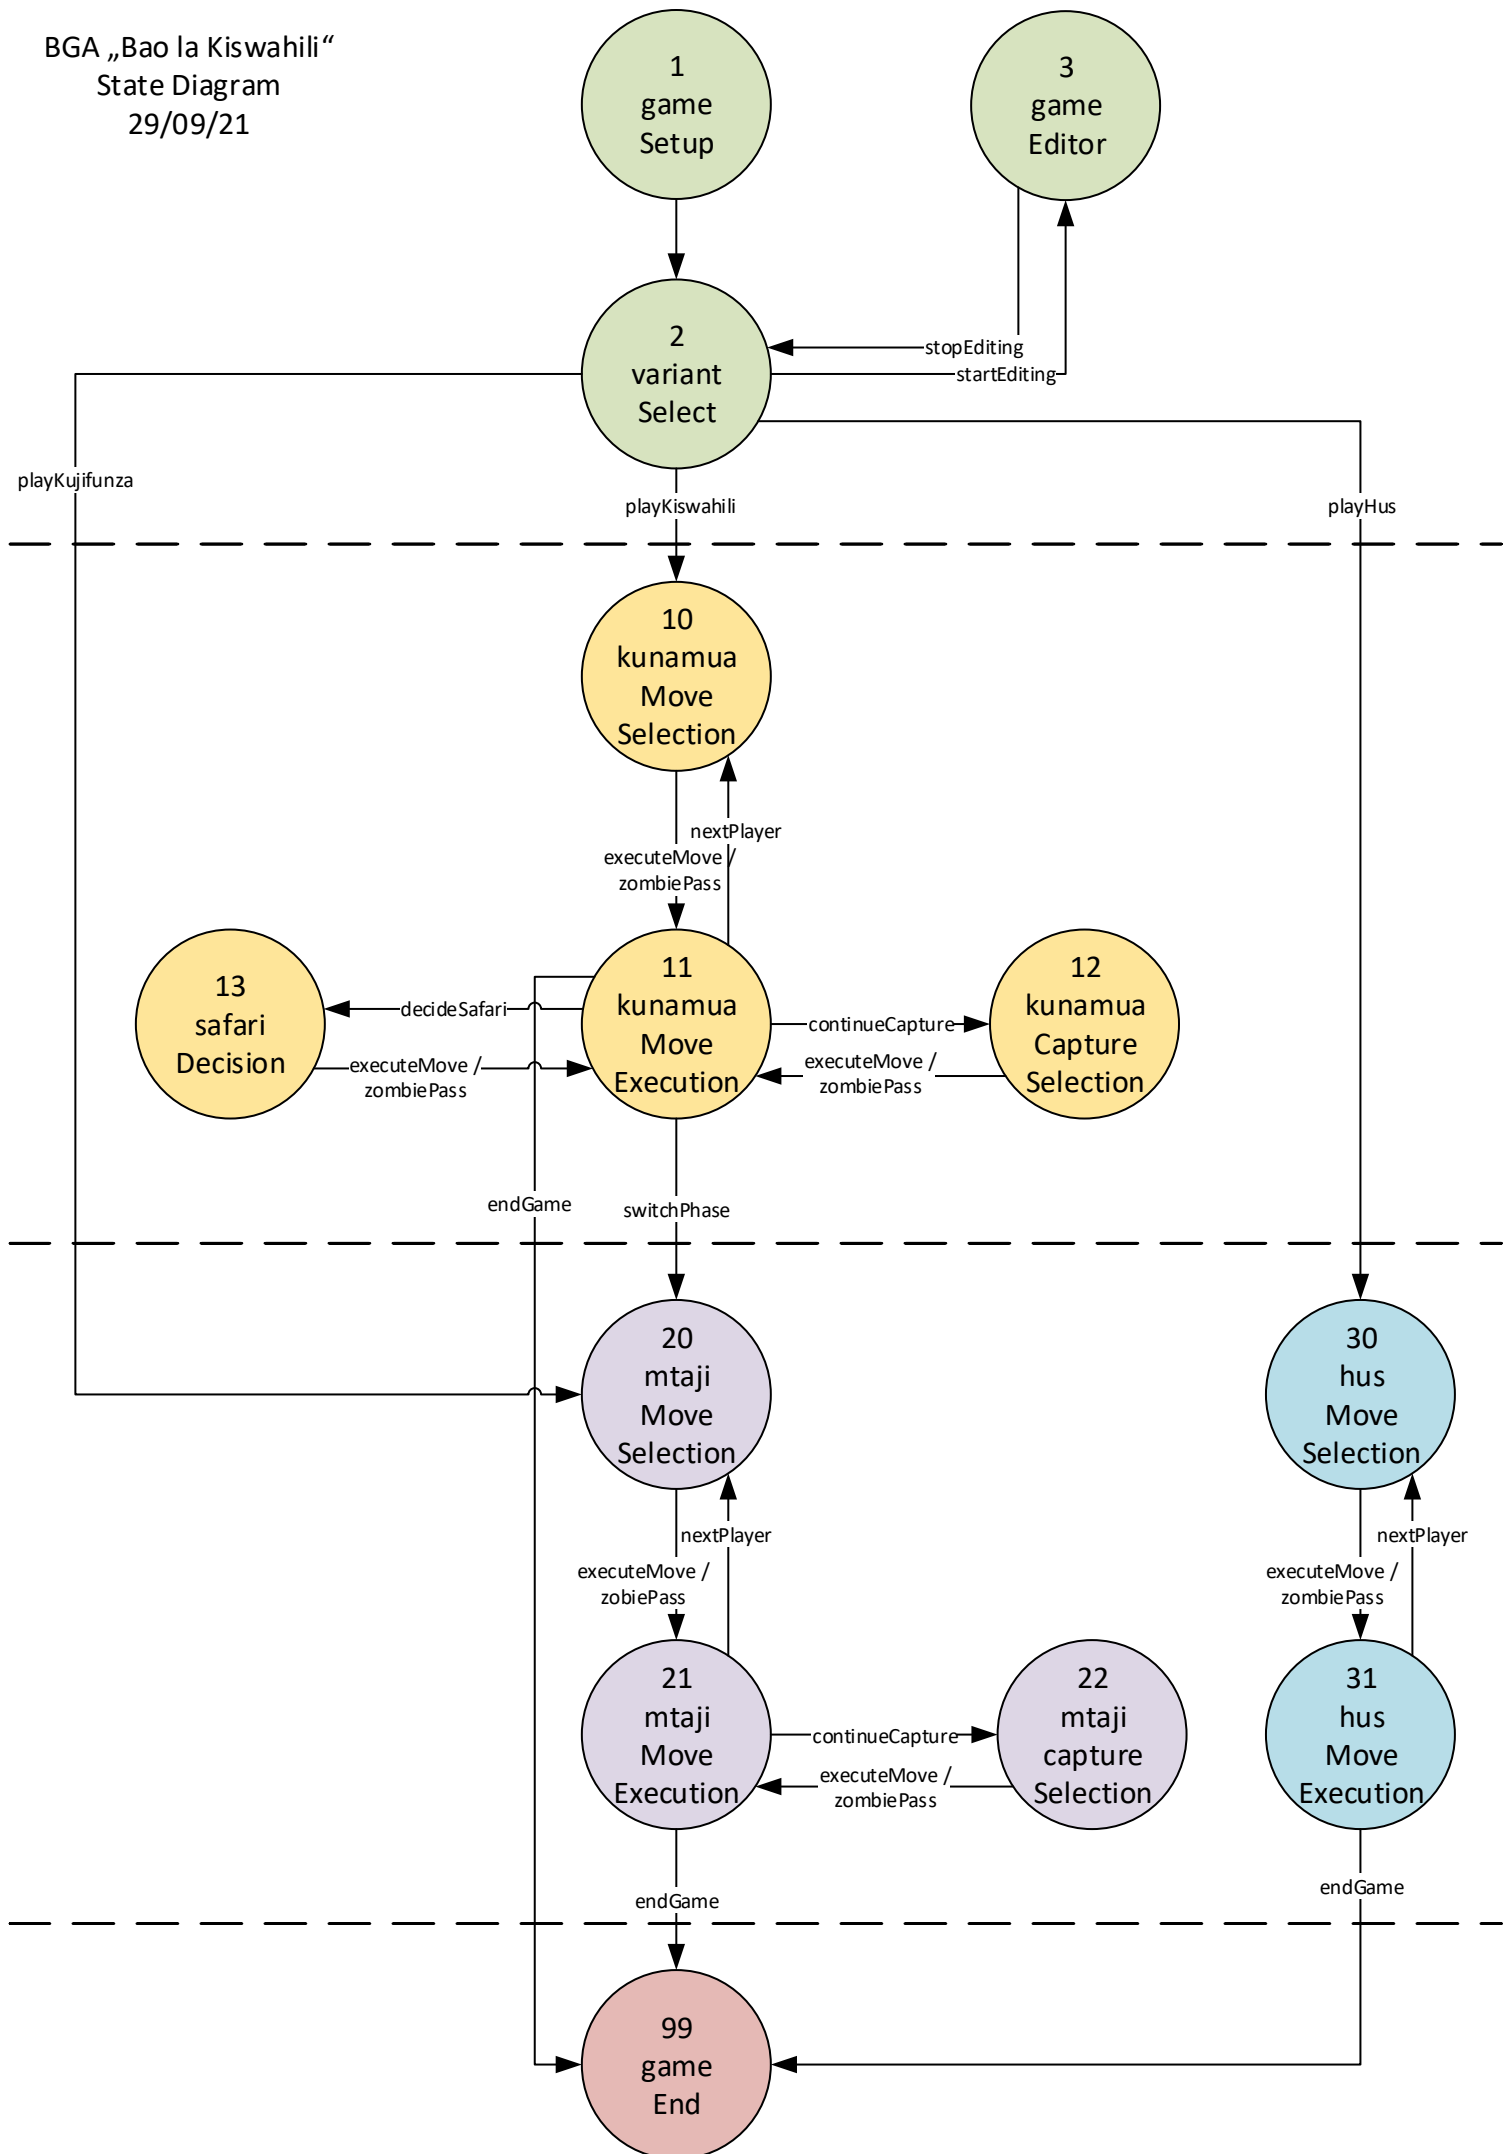 BGA „Bao la Kiswahili“
State Diagram
29/09/21
1
game
Setup
3
game
Editor
2
variant
Select
stopEditing
startEditing
playKujifunza
playKiswahili
playHus
10
kunamua
Move
Selection
nextPlayer
executeMove /
zombiePass
13
safari
Decision
decideSafari
executeMove /
zombiePass
11
kunamua
Move
Execution
continueCapture
executeMove /
zombiePass
12
kunamua
Capture
Selection
endGame
switchPhase
20
mtaji
Move
Selection
30
hus
Move
Selection
nextPlayer
executeMove /
zobiePass
nextPlayer
executeMove /
zombiePass
21
mtaji
Move
Execution
continueCapture
executeMove /
zombiePass
22
mtaji
capture
Selection
31
hus
Move
Execution
endGame
endGame
99
game
End